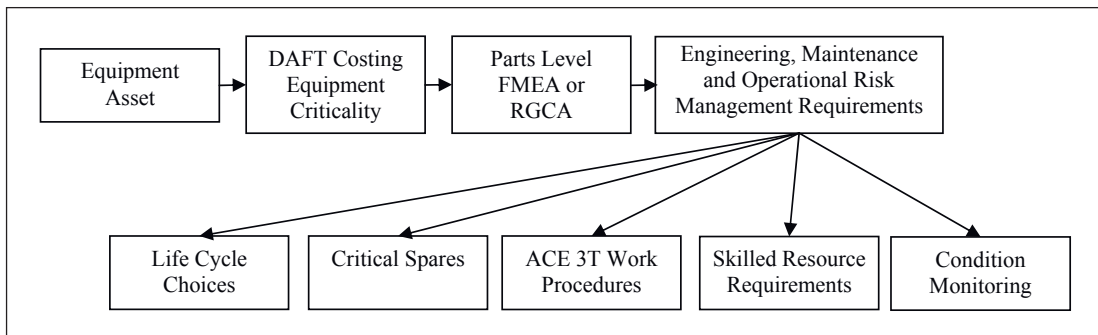 Equipment
Asset
DAFT Costing
Equipment
Criticality
Parts Level
FMEA or
RGCA
Engineering, Maintenance
and Operational Risk
Management Requirements
Life Cycle
Choices
Critical Spares
ACE 3T Work
Procedures
Skilled Resource
Requirements
Condition
Monitoring